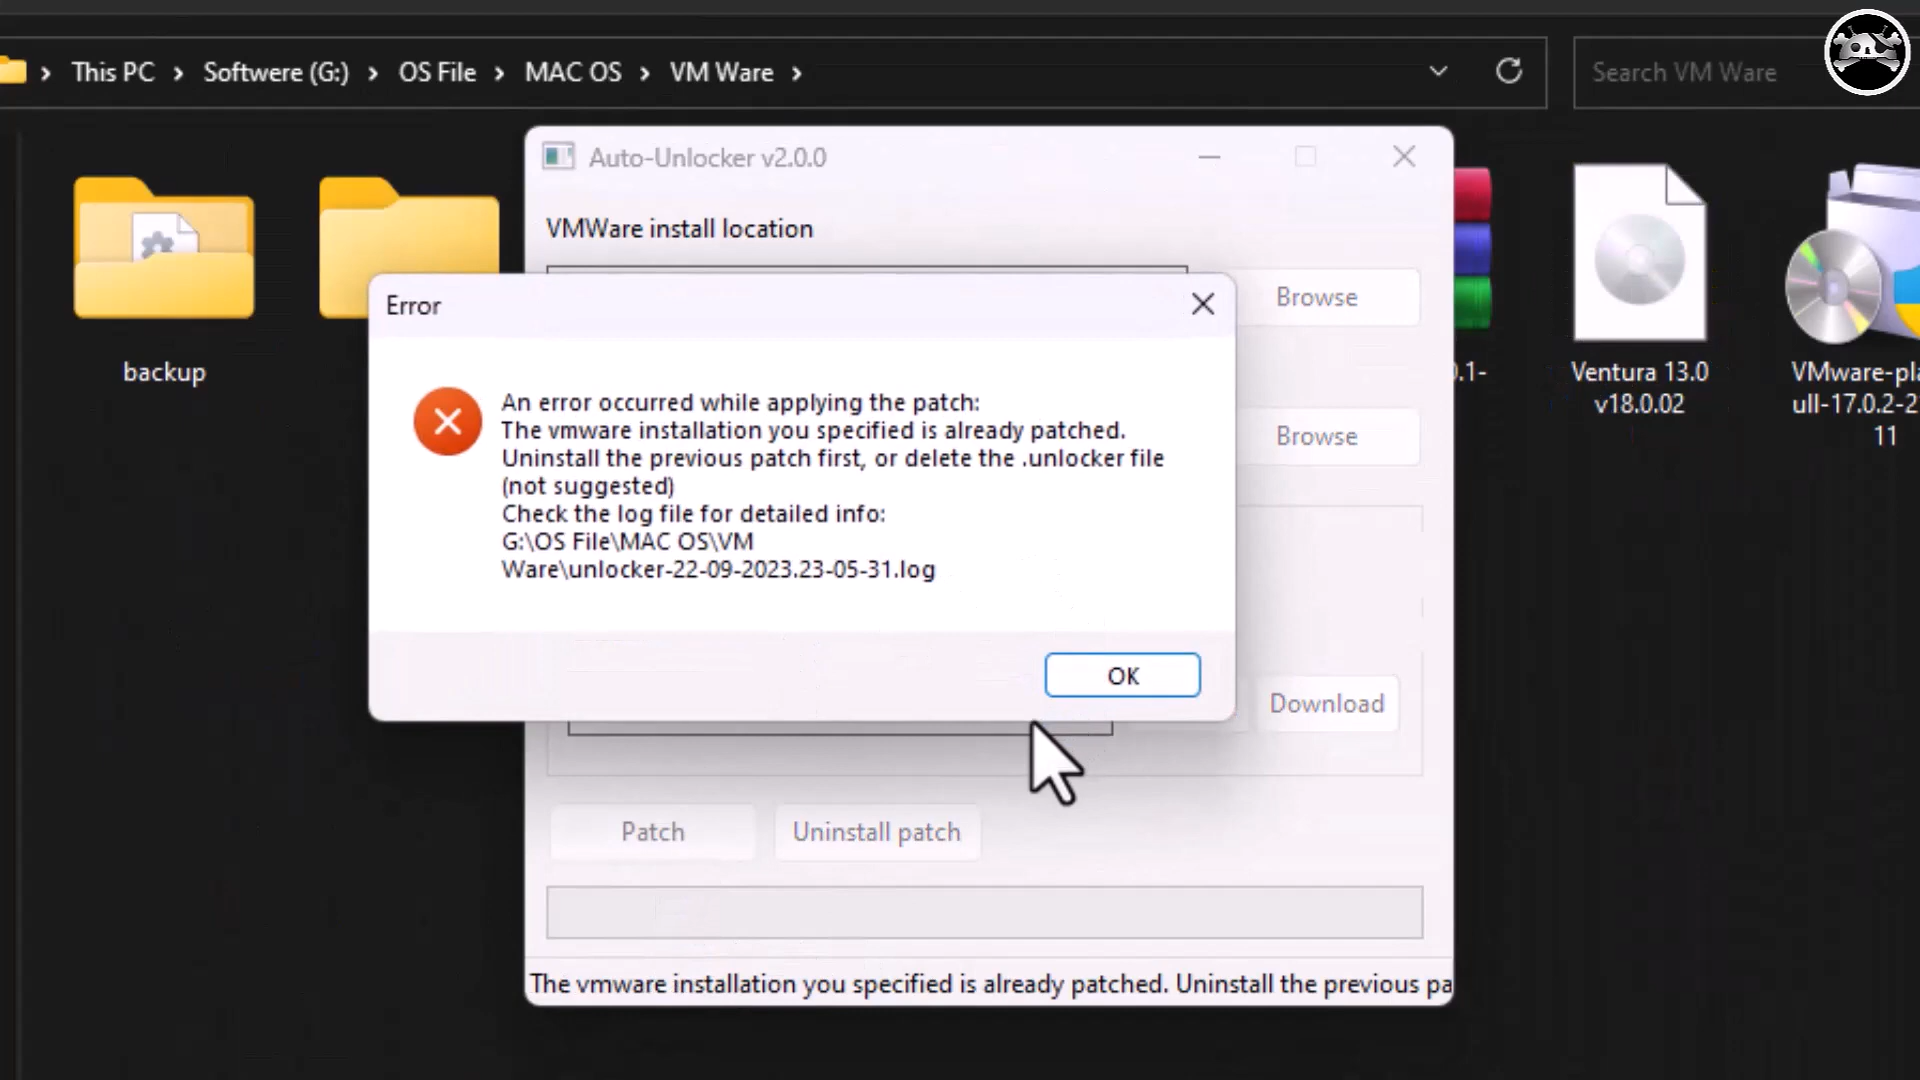 This PC > Softwere (G:) > OS File > MAC OS > VM Ware >
Search VM Ware
Auto-Unlocker v2.0.0
VMWare install location
Browse
Error
An error occurred while applying the patch:
The vmware installation you specified is already patched.
Uninstall the previous patch first, or delete the .unlocker file
(not suggested)
Check the log file for detailed info:
G:\OS File\MAC OS\VM
Ware\unlocker-22-09-2023.23-05-31.log
OK
Browse
Download
Patch
Uninstall patch
The vmware installation you specified is already patched. Uninstall the previous pa
backup
0.1-
Ventura 13.0
v18.0.02
VMware-pla
ull-17.0.2-2
11